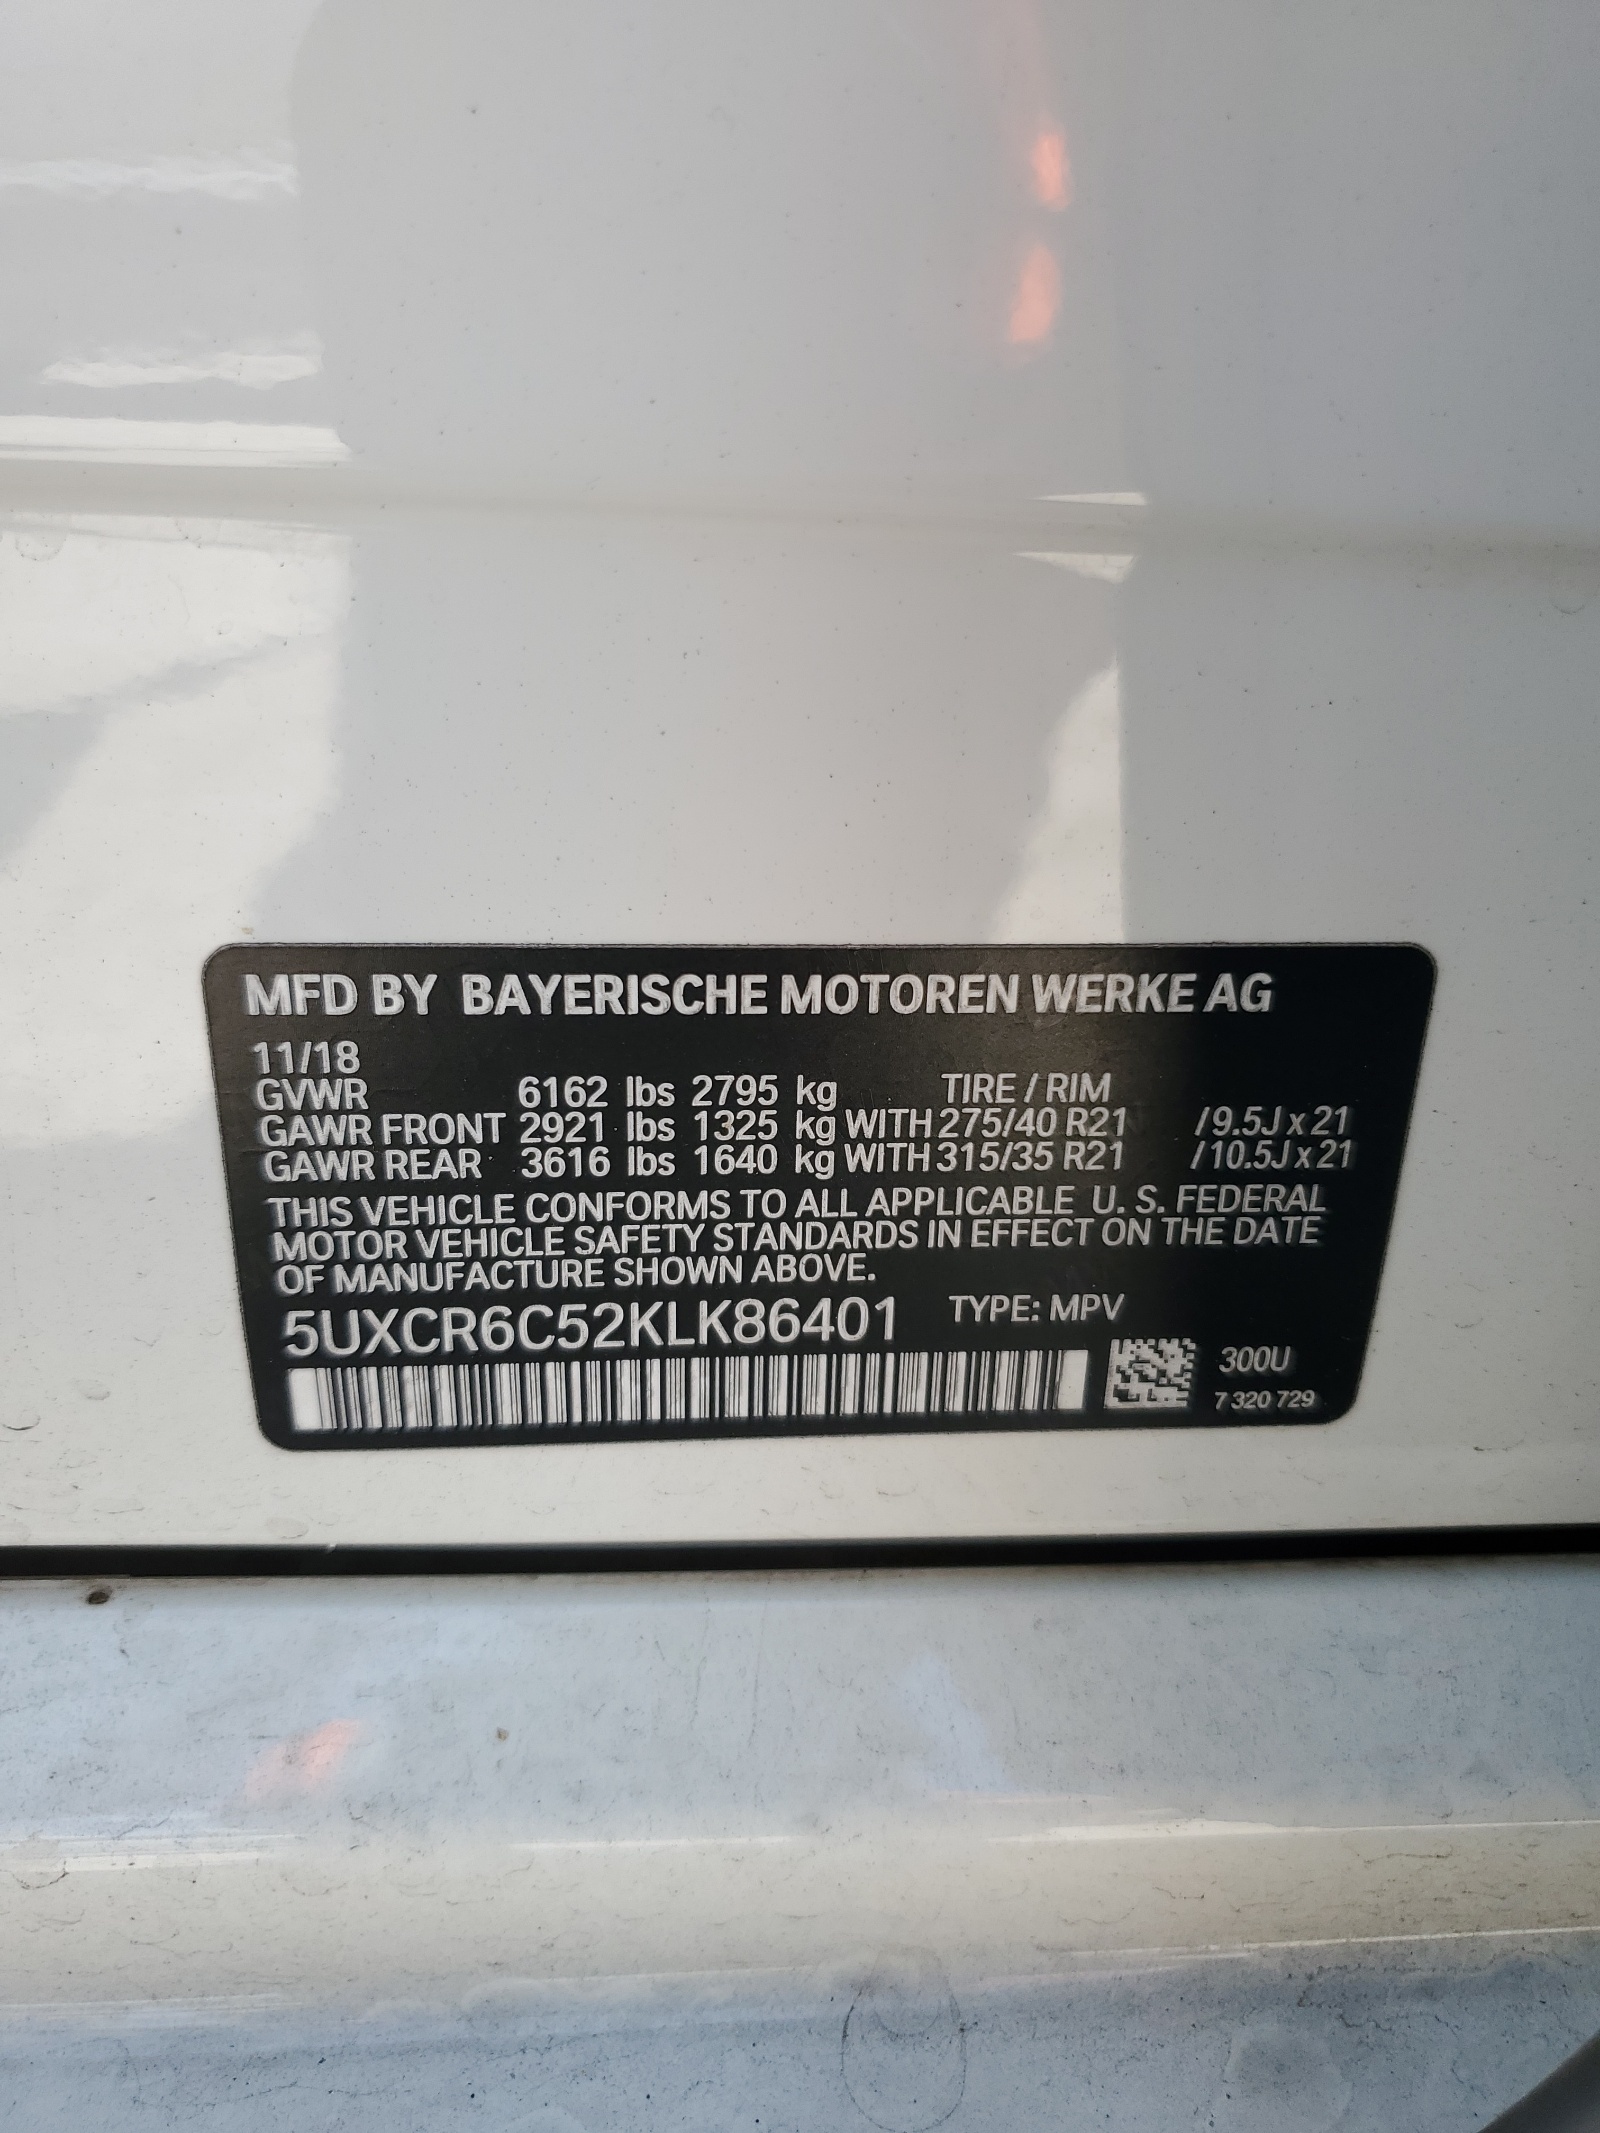 MFD BY BAYERISCHE MOTOREN WERKE AG
11/18
GVWR 6162 lbs 2795 kg TIRE / RIM
GAWR FRONT 2921 lbs 1325 kg WITH 275/40 R21 /9.5J x 21
GAWR REAR 3616 lbs 1640 kg WITH 315/35 R21 /10.5J x 21
THIS VEHICLE CONFORMS TO ALL APPLICABLE U. S. FEDERAL
MOTOR VEHICLE SAFETY STANDARDS IN EFFECT ON THE DATE
OF MANUFACTURE SHOWN ABOVE.
5UXCR6C52KLK86401 TYPE: MPV
300U
7 320 729